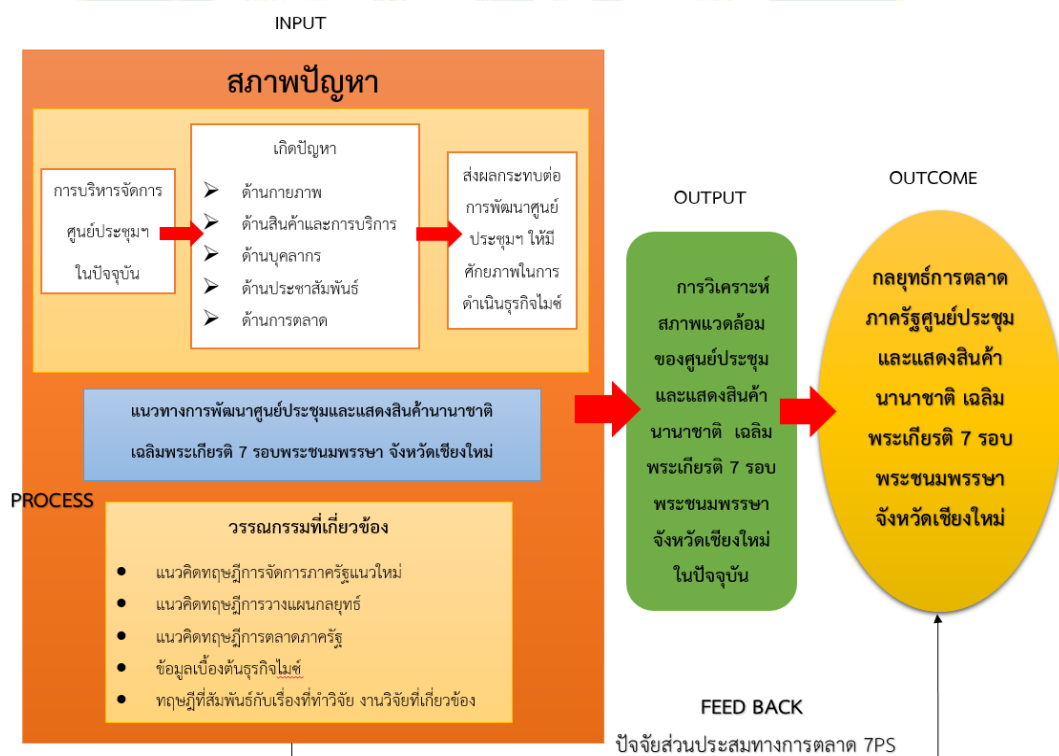 INPUT
สภาพปัญหา
การบริหารจัดการ
ศูนย์ประชุมฯ
ในปัจจุบัน
เกิดปัญหา
ด้านกายภาพ
ด้านสินค้าและการบริการ
ด้านบุคลากร
ด้านประชาสัมพันธ์
ด้านการตลาด
ส่งผลกระทบต่อ
การพัฒนาศูนย์
ประชุมฯ ให้มี
ศักยภาพในการ
ดำเนินธุรกิจไมซ์
แนวทางการพัฒนาศูนย์ประชุมและแสดงสินค้านานาชาติ
เฉลิมพระเกียรติ 7 รอบพระชนมพรรษา จังหวัดเชียงใหม่
PROCESS
วรรณกรรมที่เกี่ยวข้อง
แนวคิดทฤษฎีการจัดการภาครัฐแนวใหม่
แนวคิดทฤษฎีการวางแผนกลยุทธ์
แนวคิดทฤษฎีการตลาดภาครัฐ
ข้อมูลเบื้องต้นธุรกิจไมซ์
ทฤษฎีที่สัมพันธ์กับเรื่องที่ทำวิจัย งานวิจัยที่เกี่ยวข้อง
OUTPUT
การวิเคราะห์
สภาพแวดล้อม
ของศูนย์ประชุม
และแสดงสินค้า
นานาชาติ เฉลิม
พระเกียรติ 7 รอบ
พระชนมพรรษา
จังหวัดเชียงใหม่
ในปัจจุบัน
OUTCOME
กลยุทธ์การตลาด
ภาครัฐศูนย์ประชุม
และแสดงสินค้า
นานาชาติ เฉลิม
พระเกียรติ 7 รอบ
พระชนมพรรษา
จังหวัดเชียงใหม่
FEED BACK
ปัจจัยส่วนประสมทางการตลาด 7PS